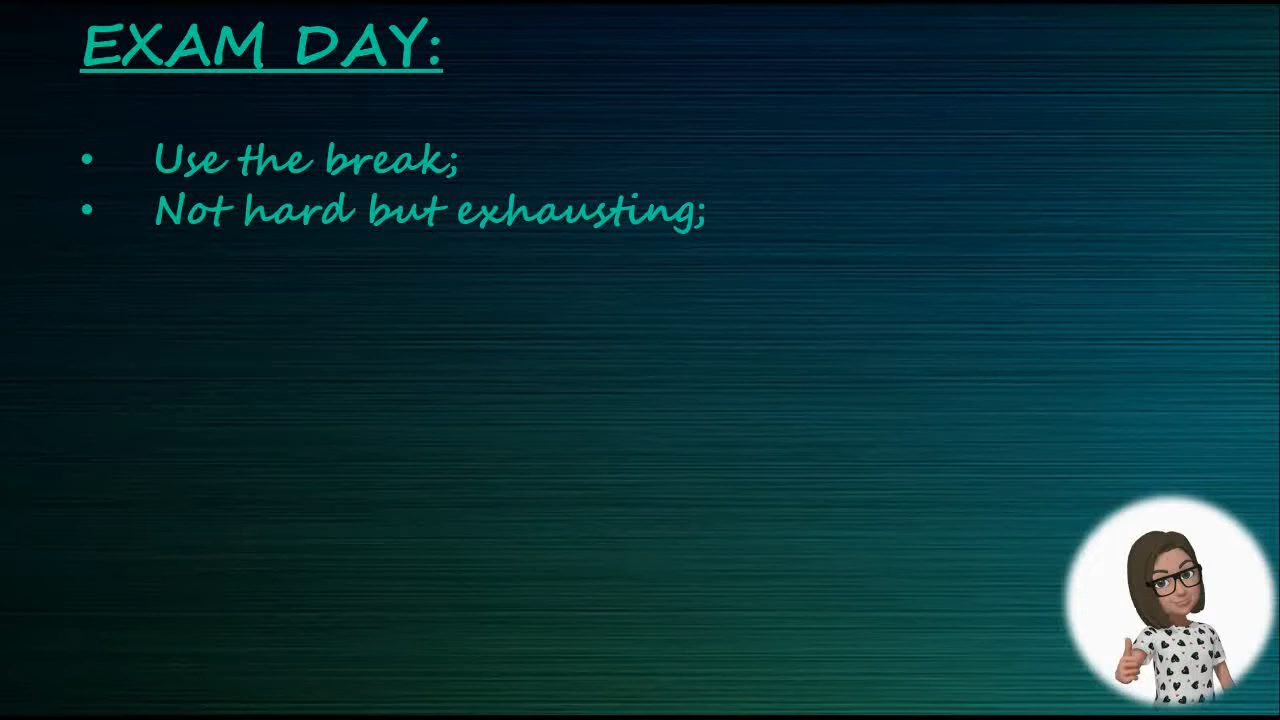 EXAM DAY:
• Use the break;
• Not hard but exhausting;